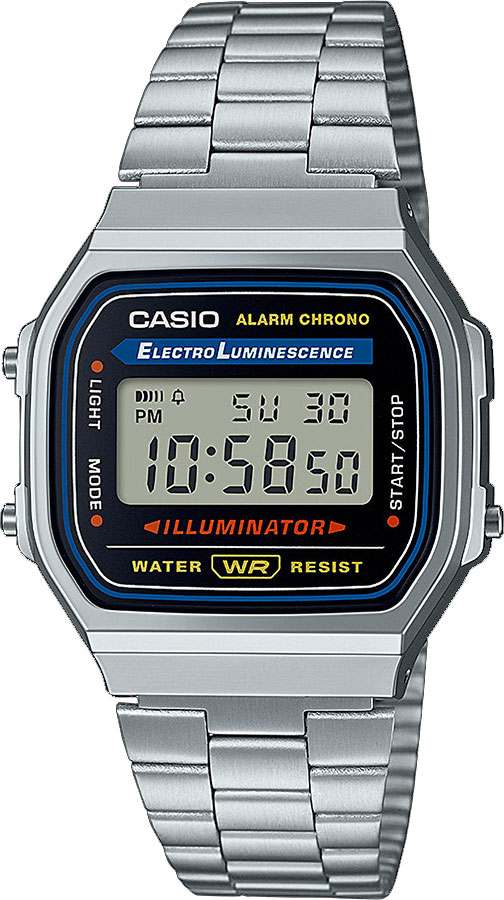 CASIO ALARM CHRONO
ELECTRO LUMINESCENCE
LIGHT
MODE
START/STOP
PM SU 30
10:58 50
ILLUMINATOR
WATER WR RESIST